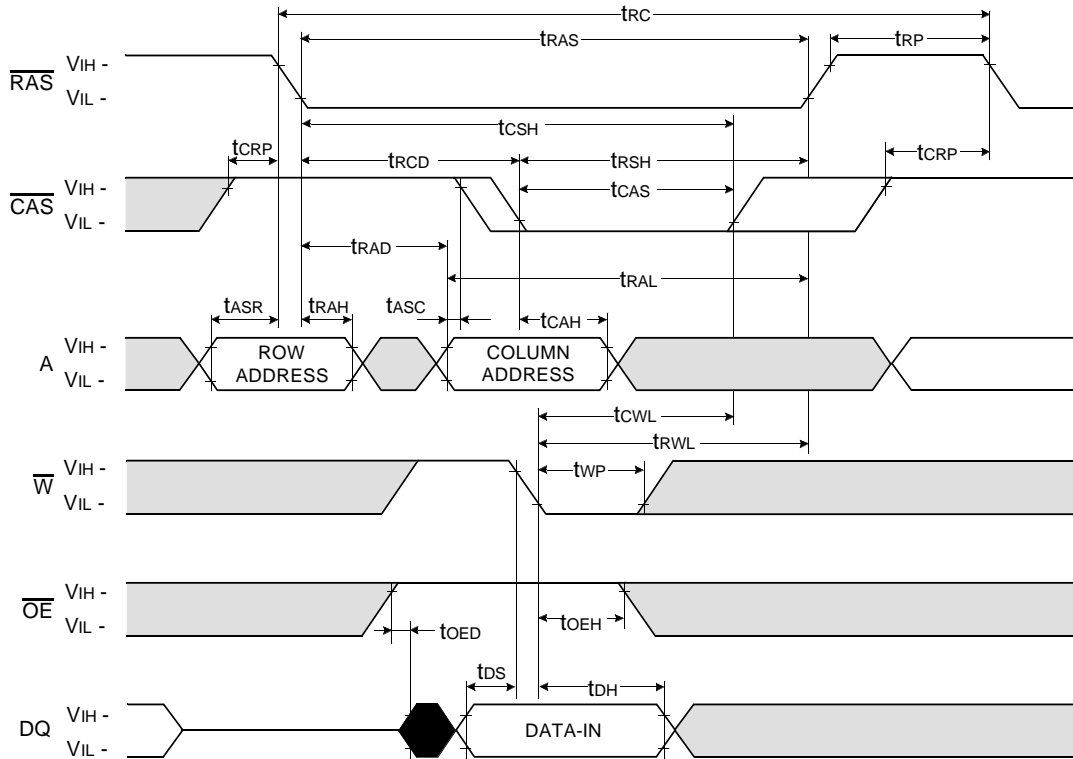 tRC
tRAS
tRP
RAS
VIH -
VIL -
tCSH
tCRP
tRCD
tRSH
tCRP
CAS
VIH -
VIL -
tCAS
tRAD
tRAL
tASR
tRAH
tASC
tCAH
A
VIH -
VIL -
ROW
ADDRESS
COLUMN
ADDRESS
tCWL
tRWL
W
VIH -
VIL -
tWP
OE
VIH -
VIL -
tOED
tOEH
tDS
tDH
DQ
VIH -
VIL -
DATA-IN